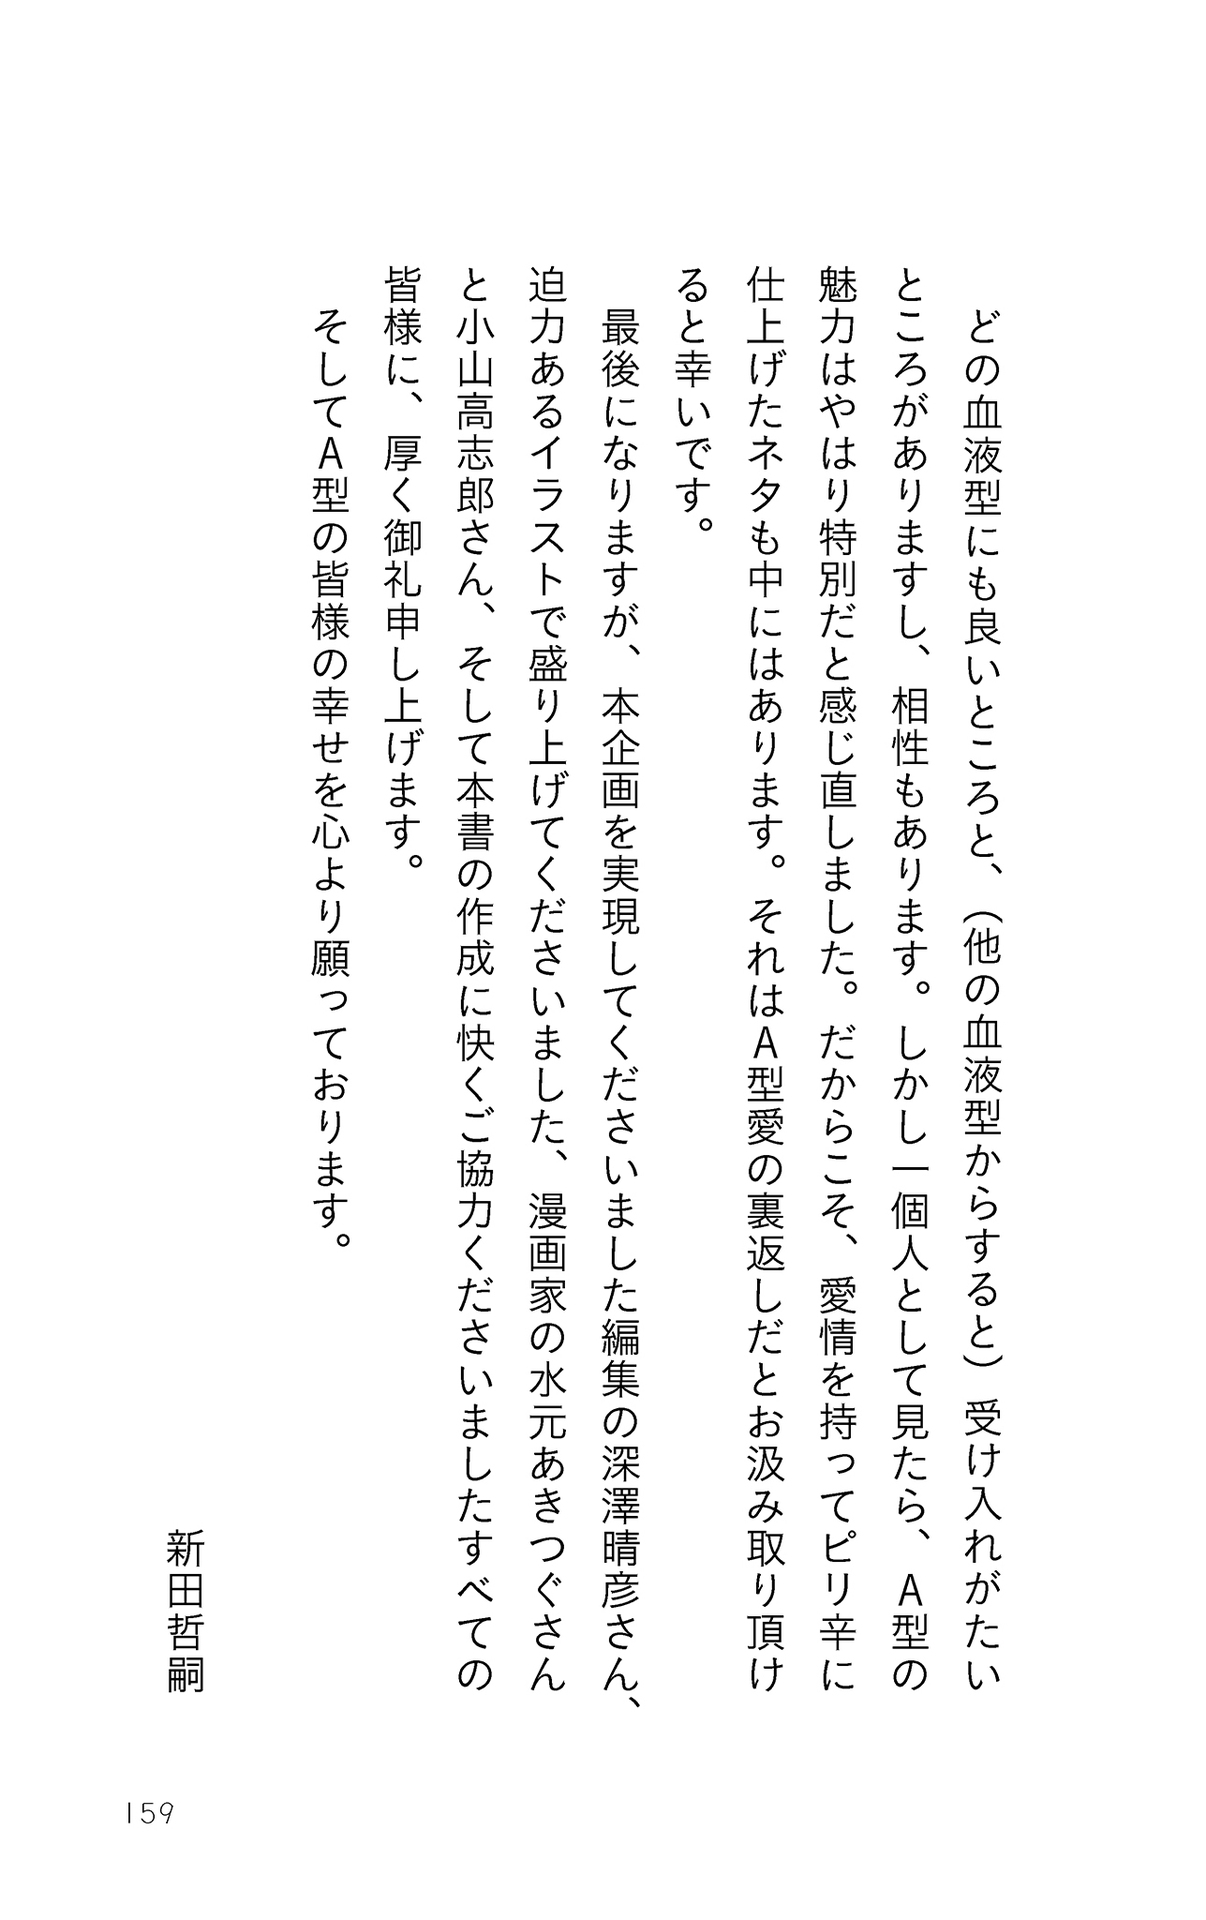 どの血液型にも良いところと、（他の血液型からすると）受け入れがたい
ところがありますし、相性もあります。しかし一個人として見たら、Ａ型の
魅力はやはり特別だと感じ直しました。だからこそ、愛情を持ってピリ辛に
仕上げたネタも中にはあります。それはＡ型愛の裏返しだとお汲み取り頂け
ると幸いです。
　最後になりますが、本企画を実現してくださいました編集の深澤晴彦さん、
迫力あるイラストで盛り上げてくださいました、漫画家の水元あきつぐさん
と小山高志郎さん、そして本書の作成に快くご協力くださいましたすべての
皆様に、厚く御礼申し上げます。
　そしてＡ型の皆様の幸せを心より願っております。
新田哲嗣
159